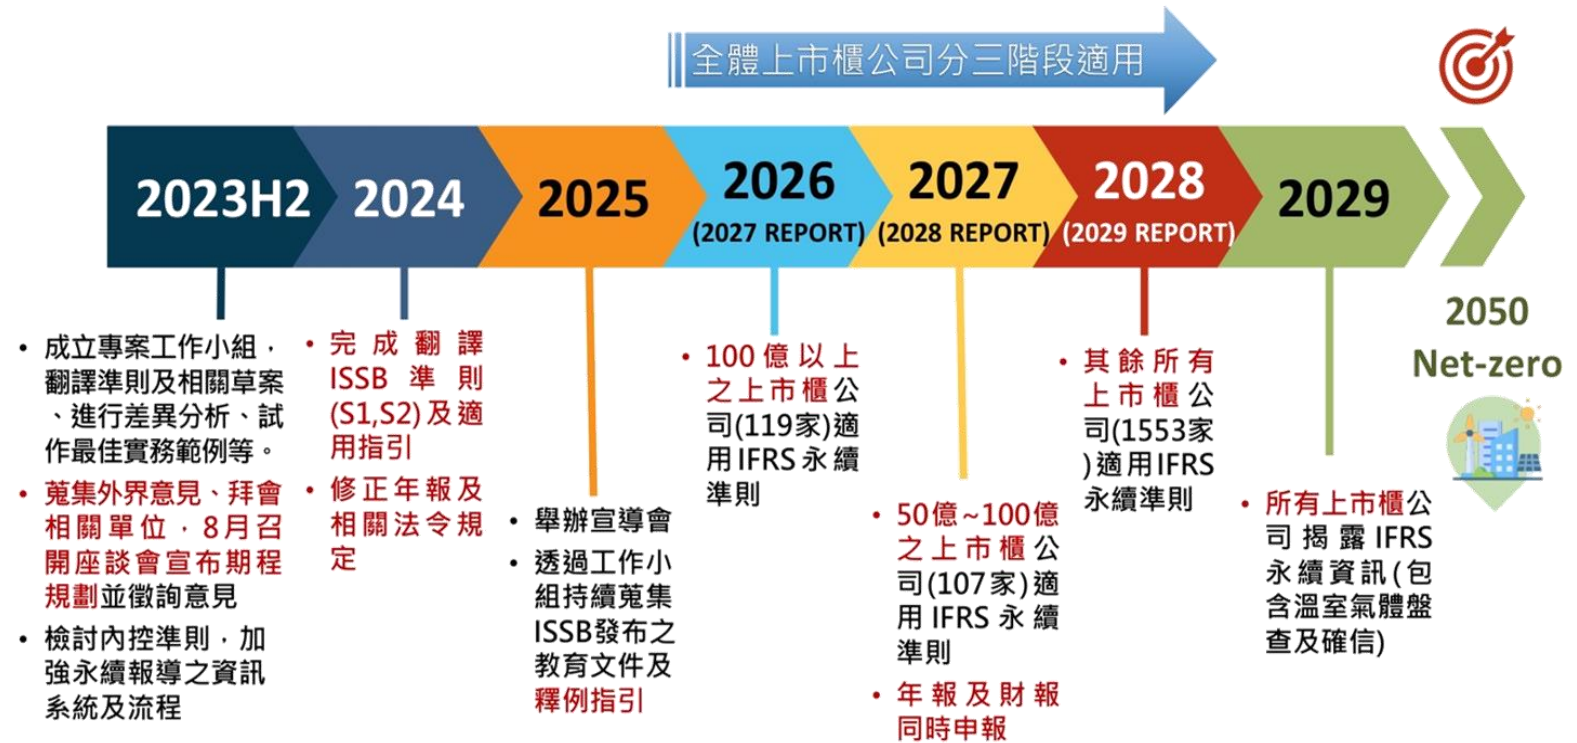 全體上市櫃公司分三階段適用
2023H2
2024
2025
2026
(2027 REPORT)
2027
(2028 REPORT)
2028
(2029 REPORT)
2029
2050
Net-zero
• 成立專案工作小組，
翻譯準則及相關草案
、進行差異分析、試
作最佳實務範例等。
• 蒐集外界意見、拜會
相關單位，8月召
開座談會宣布期程
規劃並徵詢意見
• 檢討內控準則，加
強永續報導之資訊
系統及流程
• 完成翻譯
ISSB準則
(S1,S2)及適
用指引
• 修正年報及
相關法令規
定
• 舉辦宣導會
• 透過工作小
組持續蒐集
ISSB發布之
教育文件及
釋例指引
• 100億以上
之上市櫃公
司(119家)適
用IFRS永續
準則
• 50億~100億
之上市櫃公
司(107家)適
用IFRS永續
準則
• 年報及財報
同時申報
• 其餘所有
上市櫃公
司(1553家
)適用IFRS
永續準則
• 所有上市櫃公
司揭露IFRS
永續資訊(包
含溫室氣體盤
查及確信)